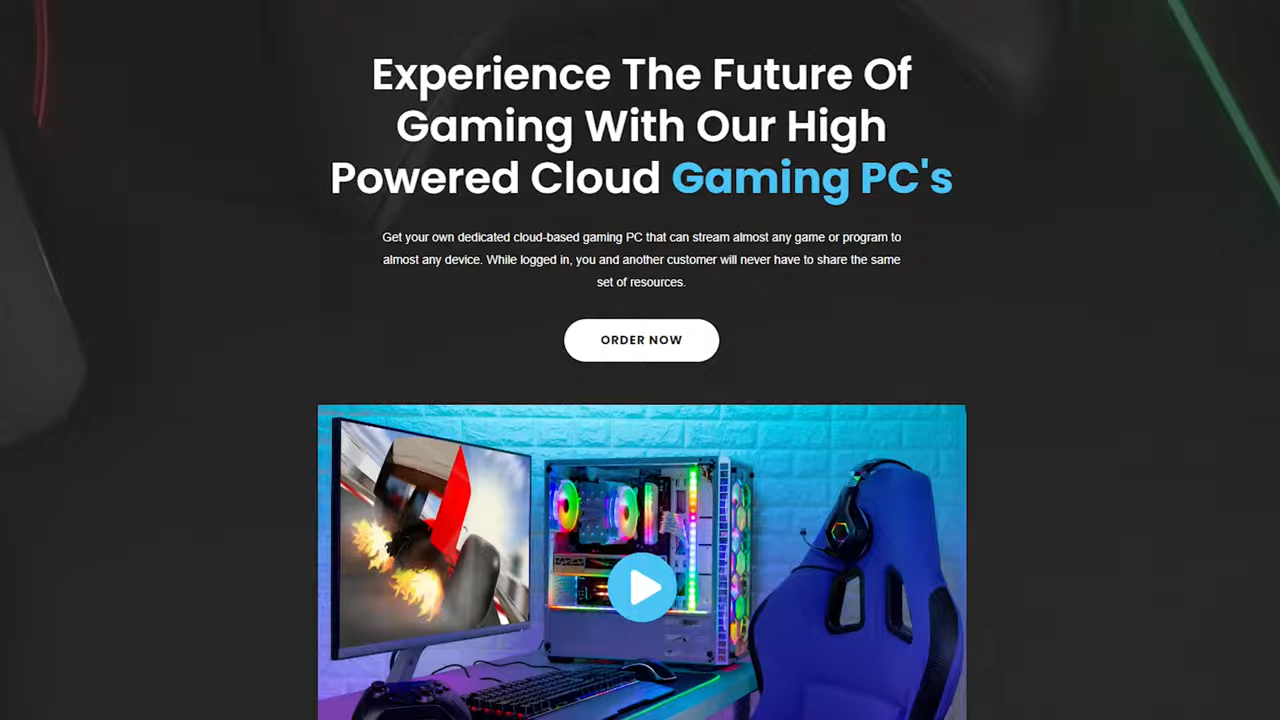 Experience The Future Of
Gaming With Our High
Powered Cloud Gaming PC's
Get your own dedicated cloud-based gaming PC that can stream almost any game or program to
almost any device. While logged in, you and another customer will never have to share the same
set of resources.
ORDER NOW